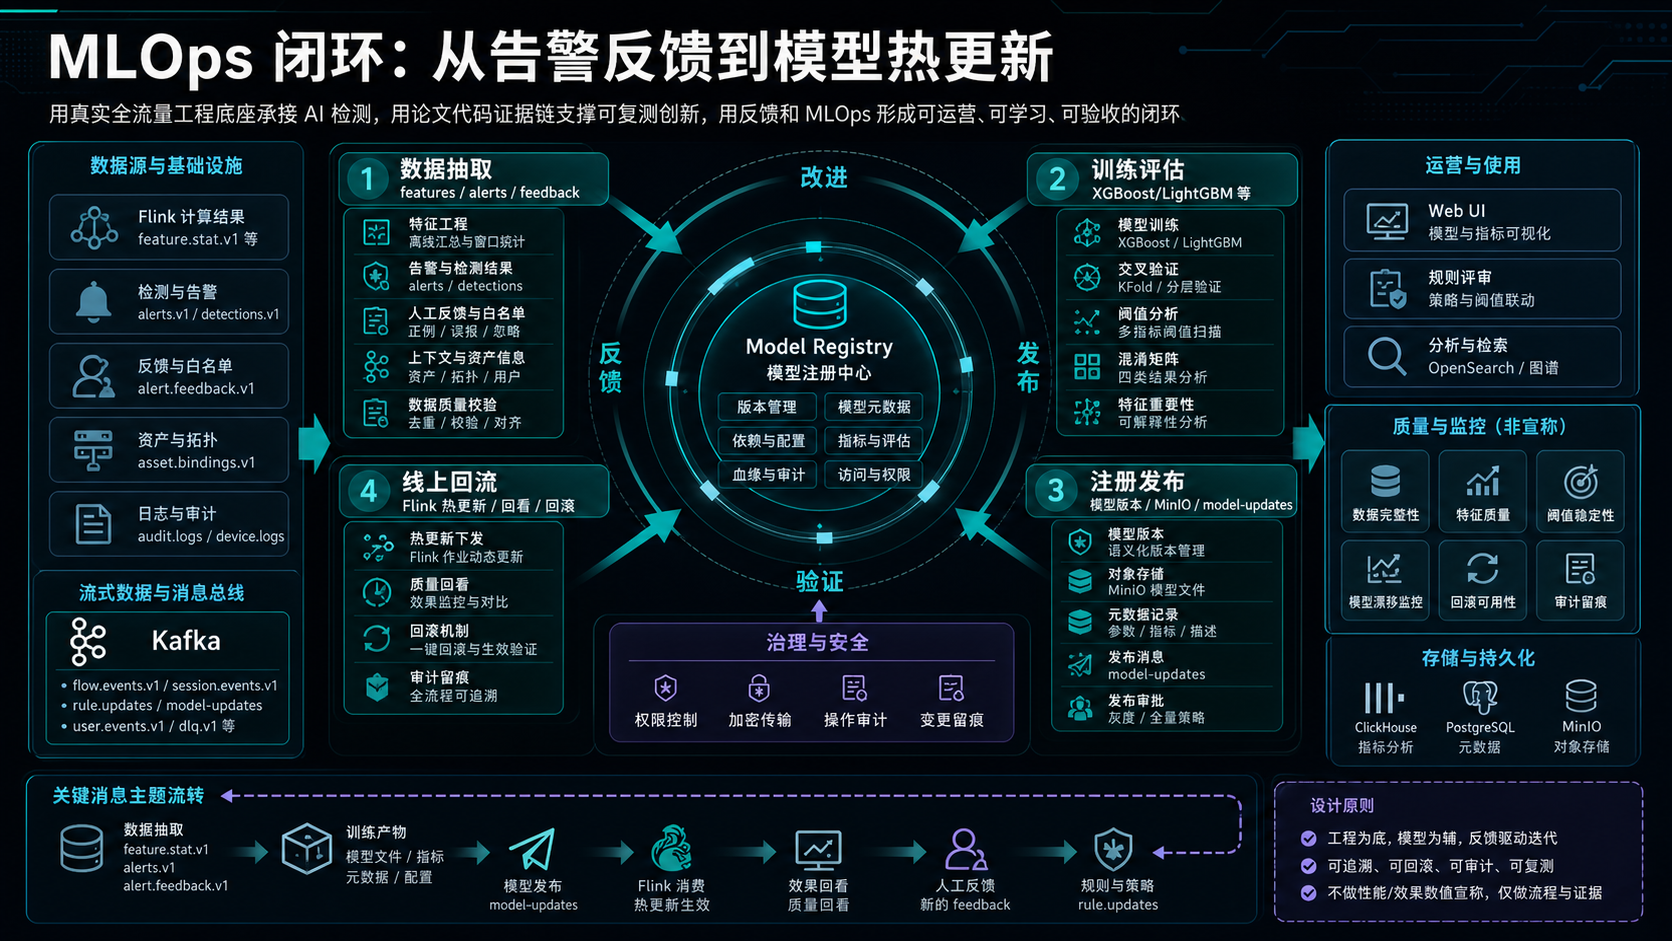 MLOps 闭环：从告警反馈到模型热更新
用真实全流量工程底座承接 AI 检测，用论文代码证据链支撑可复测创新，用反馈和 MLOps 形成可运营、可学习、可验收的闭环
数据源与基础设施
Flink 计算结果
feature.stat.v1 等
检测与告警
alerts.v1 / detections.v1
反馈与白名单
alert.feedback.v1
资产与拓扑
asset.bindings.v1
日志与审计
audit.logs / device.logs
流式数据与消息总线
Kafka
• flow.events.v1 / session.events.v1
• rule.updates / model-updates
• user.events.v1 / dlq.v1 等
1
数据抽取
features / alerts / feedback
特征工程
离线汇总与窗口统计
告警与检测结果
alerts / detections
人工反馈与白名单
正例 / 误报 / 忽略
上下文与资产信息
资产 / 拓扑 / 用户
数据质量校验
去重 / 校验 / 对齐
4
线上回流
Flink 热更新 / 回看 / 回滚
热更新下发
Flink 作业动态更新
质量回看
效果监控与对比
回滚机制
一键回滚与生效验证
审计留痕
全流程可追溯
改进
反馈
发布
验证
Model Registry
模型注册中心
版本管理
模型元数据
依赖与配置
指标与评估
血缘与审计
访问与权限
治理与安全
权限控制
加密传输
操作审计
变更留痕
2
训练评估
XGBoost/LightGBM 等
模型训练
XGBoost / LightGBM
交叉验证
KFold / 分层验证
阈值分析
多指标阈值扫描
混淆矩阵
四类结果分析
特征重要性
可解释性分析
3
注册发布
模型版本 / MinIO / model-updates
模型版本
语义化版本管理
对象存储
MinIO 模型文件
元数据记录
参数 / 指标 / 描述
发布消息
model-updates
发布审批
灰度 / 全量策略
运营与使用
Web UI
模型与指标可视化
规则评审
策略与阈值联动
分析与检索
OpenSearch / 图谱
质量与监控（非宣称）
数据完整性
特征质量
阈值稳定性
模型漂移监控
回滚可用性
审计留痕
存储与持久化
ClickHouse
指标分析
PostgreSQL
元数据
MinIO
对象存储
关键消息主题流转
数据抽取
feature.stat.v1
alerts.v1
alert.feedback.v1
训练产物
模型文件 / 指标
元数据 / 配置
模型发布
model-updates
Flink 消费
热更新生效
效果回看
质量回看
人工反馈
新的 feedback
规则与策略
rule.updates
设计原则
工程为底，模型为辅，反馈驱动迭代
可追溯、可回滚、可审计、可复测
不做性能/效果数值宣称，仅做流程与证据